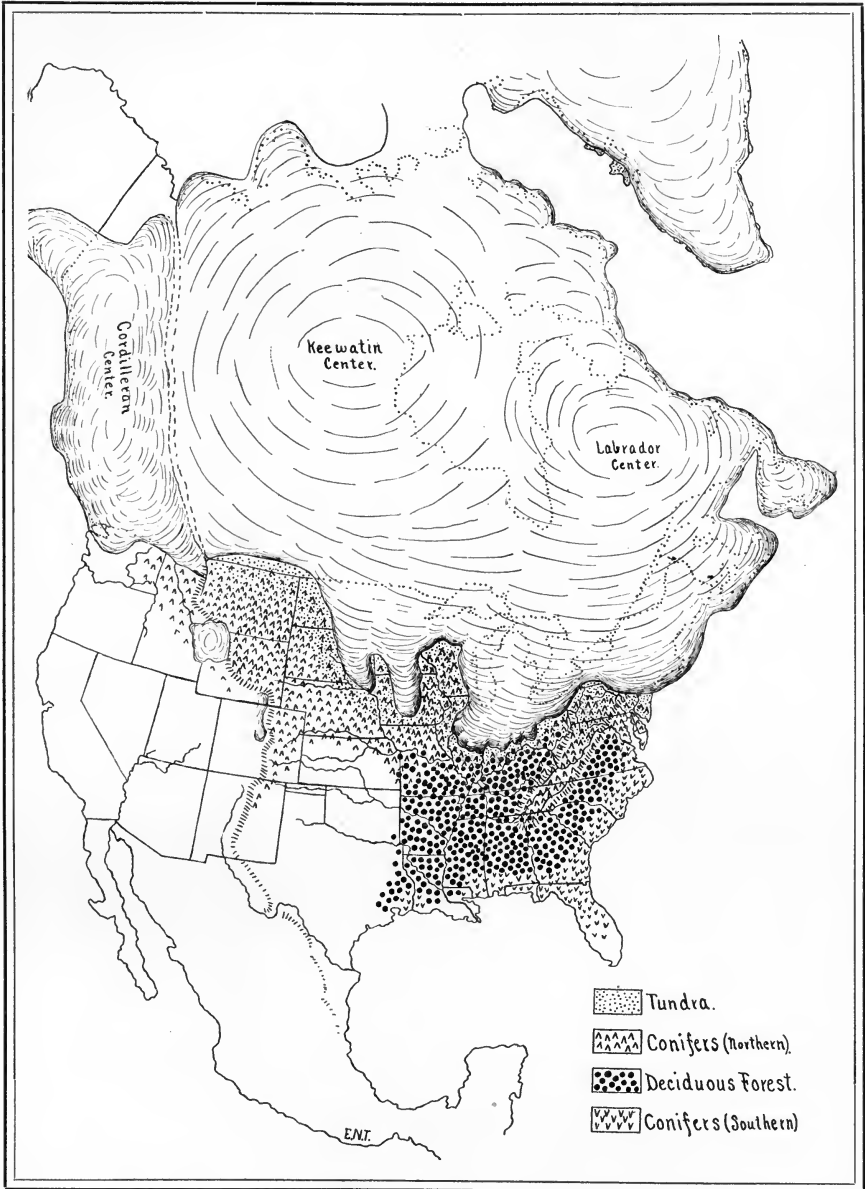 Cordilleran
Center.
Keewatin
Center.
Labrador
Center.
Tundra.
Conifers (Northern).
Deciduous Forest.
Conifers (Southern)
E.N.T.